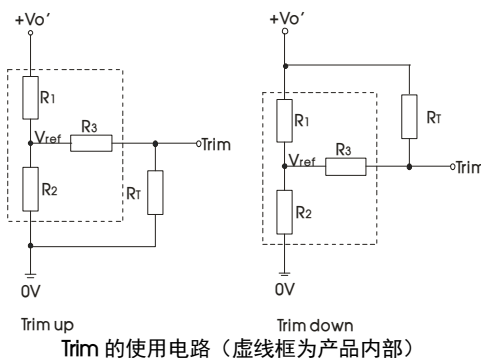 +Vo'
R1
Vref
R3
Trim
R2
RT
0V
Trim up
+Vo'
R1
RT
Vref
R3
Trim
R2
0V
Trim down
Trim 的使用电路（虚线框为产品内部）